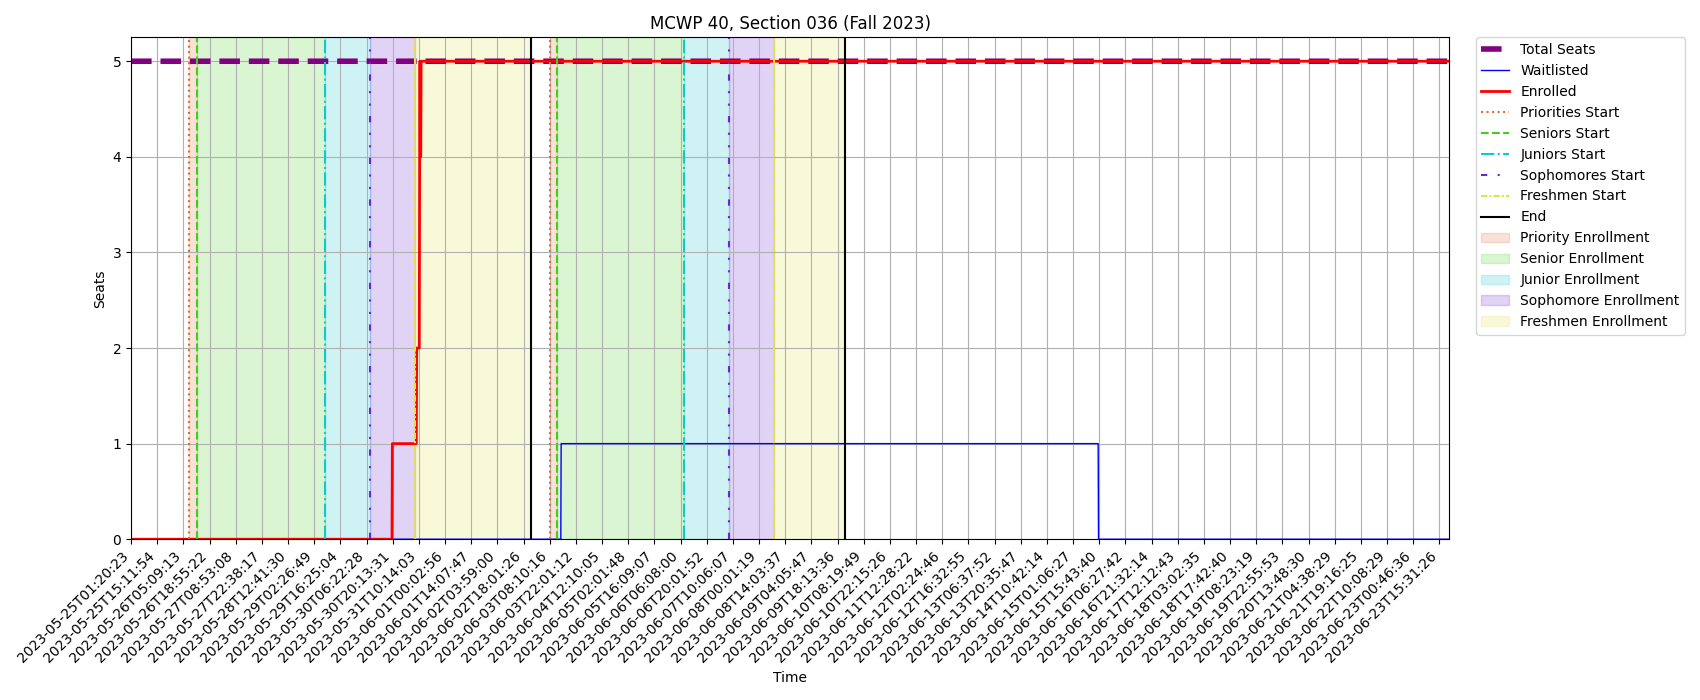 MCWP 40, Section 036 (Fall 2023)
Seats
5
4
3
2
1
0
2023-05-25T01:20:23
2023-05-25T15:11:54
2023-05-26T05:09:13
2023-05-26T18:55:22
2023-05-27T08:53:08
2023-05-27T22:38:17
2023-05-28T12:41:30
2023-05-29T02:26:49
2023-05-29T16:25:04
2023-05-30T06:22:28
2023-05-30T20:13:31
2023-05-31T10:14:03
2023-06-01T00:02:56
2023-06-01T14:07:47
2023-06-02T03:59:00
2023-06-02T18:01:26
2023-06-03T08:10:16
2023-06-03T22:01:12
2023-06-04T12:10:05
2023-06-05T02:01:48
2023-06-05T16:09:07
2023-06-06T06:08:00
2023-06-06T20:01:52
2023-06-07T10:06:07
2023-06-08T00:01:19
2023-06-08T14:03:37
2023-06-09T04:05:47
2023-06-09T18:13:36
2023-06-10T08:19:49
2023-06-10T22:15:26
2023-06-11T12:28:22
2023-06-12T02:24:46
2023-06-12T16:32:55
2023-06-13T06:37:52
2023-06-13T20:35:47
2023-06-14T10:42:14
2023-06-15T01:06:27
2023-06-15T15:43:40
2023-06-16T06:27:42
2023-06-16T21:32:14
2023-06-17T12:12:43
2023-06-18T03:02:35
2023-06-18T17:42:40
2023-06-19T08:23:19
2023-06-19T22:55:53
2023-06-20T13:48:30
2023-06-21T04:38:29
2023-06-21T19:16:25
2023-06-22T10:08:29
2023-06-23T00:46:36
2023-06-23T15:31:26
Time
Total Seats
Waitlisted
Enrolled
Priorities Start
Seniors Start
Juniors Start
Sophomores Start
Freshmen Start
End
Priority Enrollment
Senior Enrollment
Junior Enrollment
Sophomore Enrollment
Freshmen Enrollment